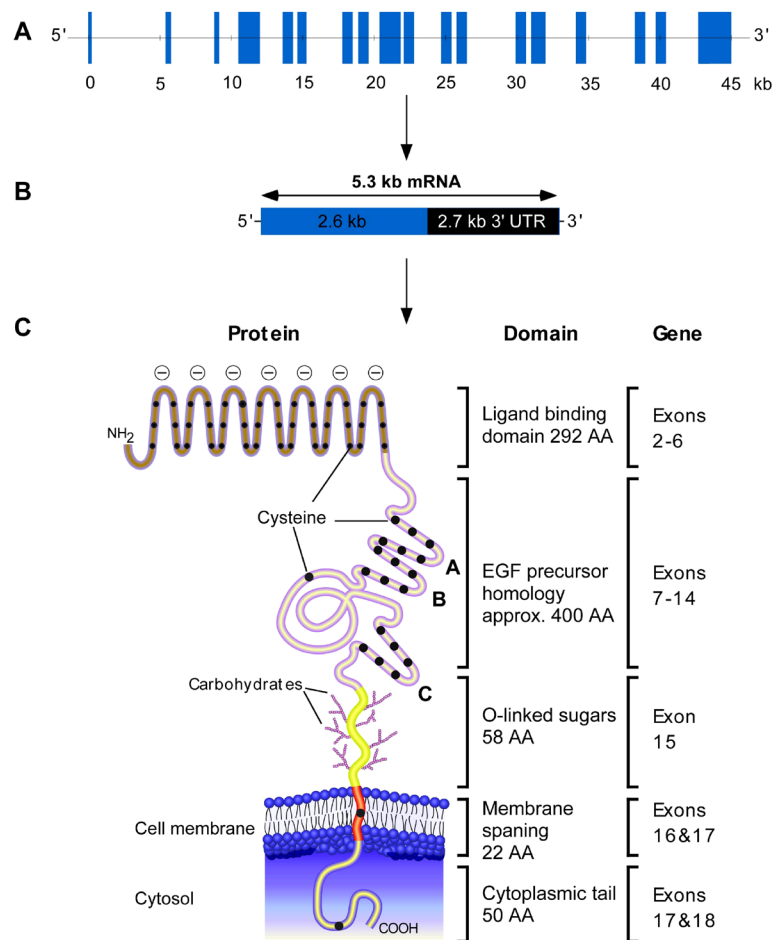 A
5' 3'
0 5 10 15 20 25 30 35 40 45 kb
B
5.3 kb mRNA
5' 2.6 kb 2.7 kb 3' UTR 3'
C
Protein Domain Gene
NH2
Ligand binding
domain 292 AA
Exons
2-6
Cysteine
A
B
C
EGF precursor
homology
approx. 400 AA
Exons
7-14
Carbohydrates
O-linked sugars
58 AA
Exon
15
Cell membrane
Membrane
spaning
22 AA
Exons
16&17
Cytosol
COOH
Cytoplasmic tail
50 AA
Exons
17&18